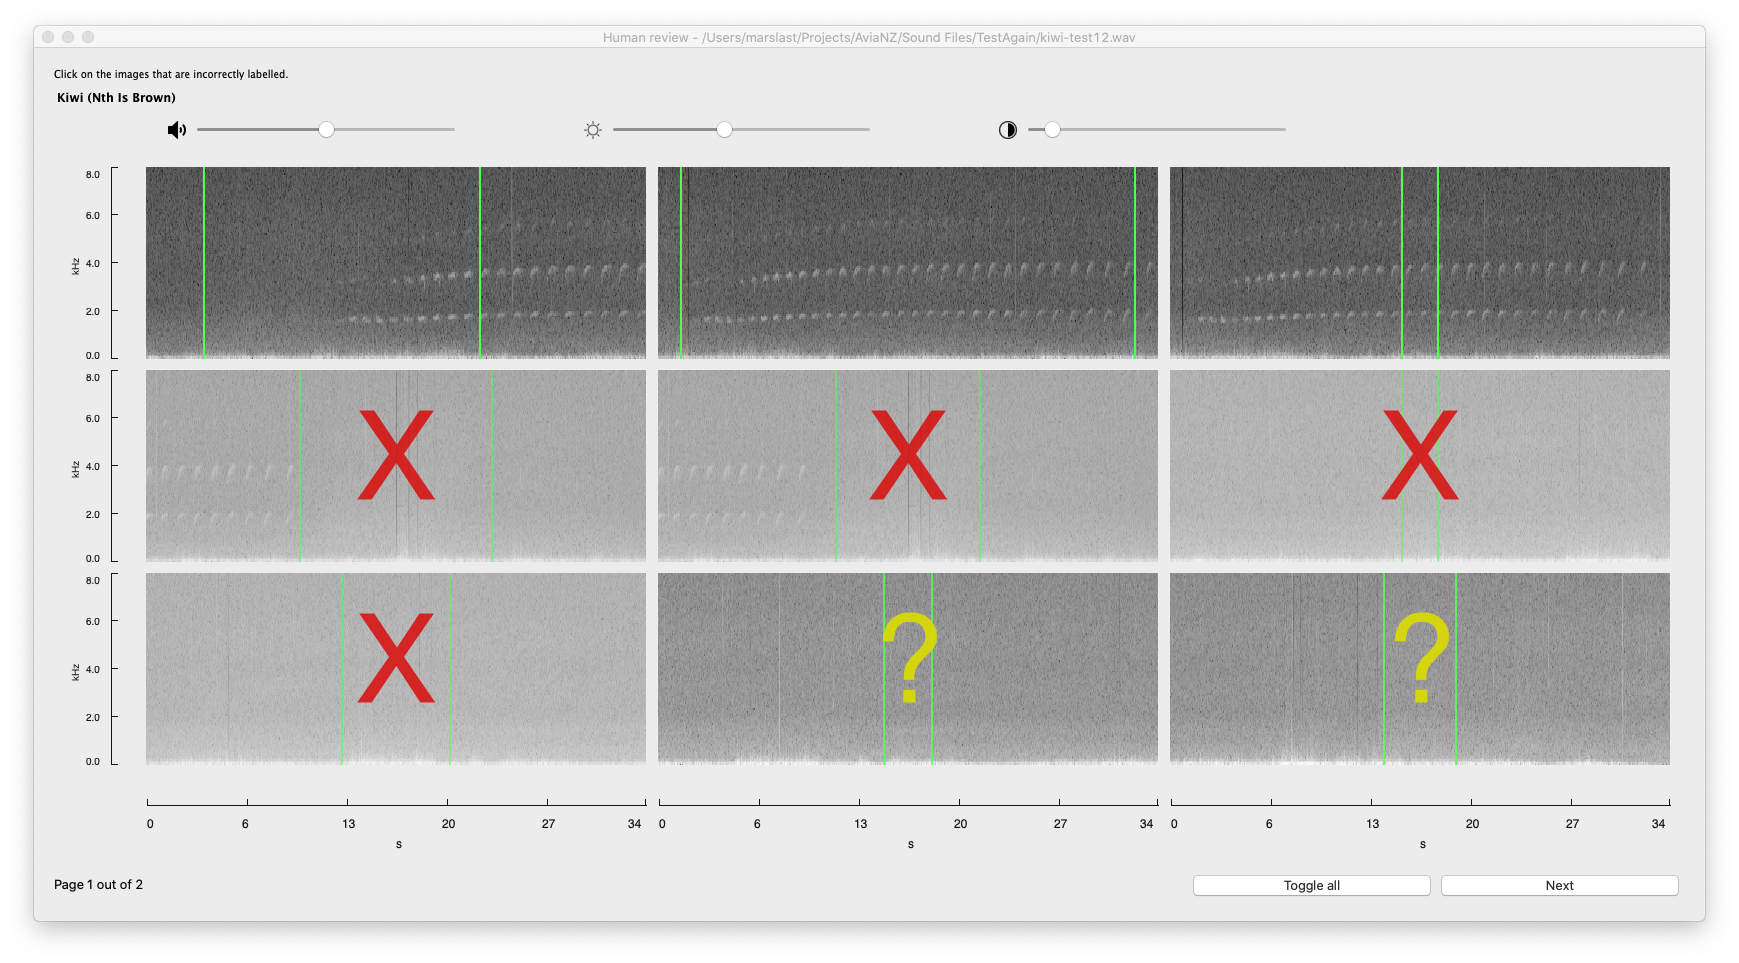 Human review - /Users/marslast/Projects/AviaNZ/Sound Files/TestAgain/kiwi-test12.wav
Click on the images that are incorrectly labelled.
Kiwi (Nth Is Brown)
8.0
6.0
kHz
4.0
2.0
0.0
8.0
6.0
kHz
4.0
2.0
0.0
X X X
8.0
6.0
kHz
4.0
2.0
0.0
X ? ?
0 6 13 20 27 34 0 6 13 20 27 34 0 6 13 20 27 34
s s s
Page 1 out of 2
Toggle all Next